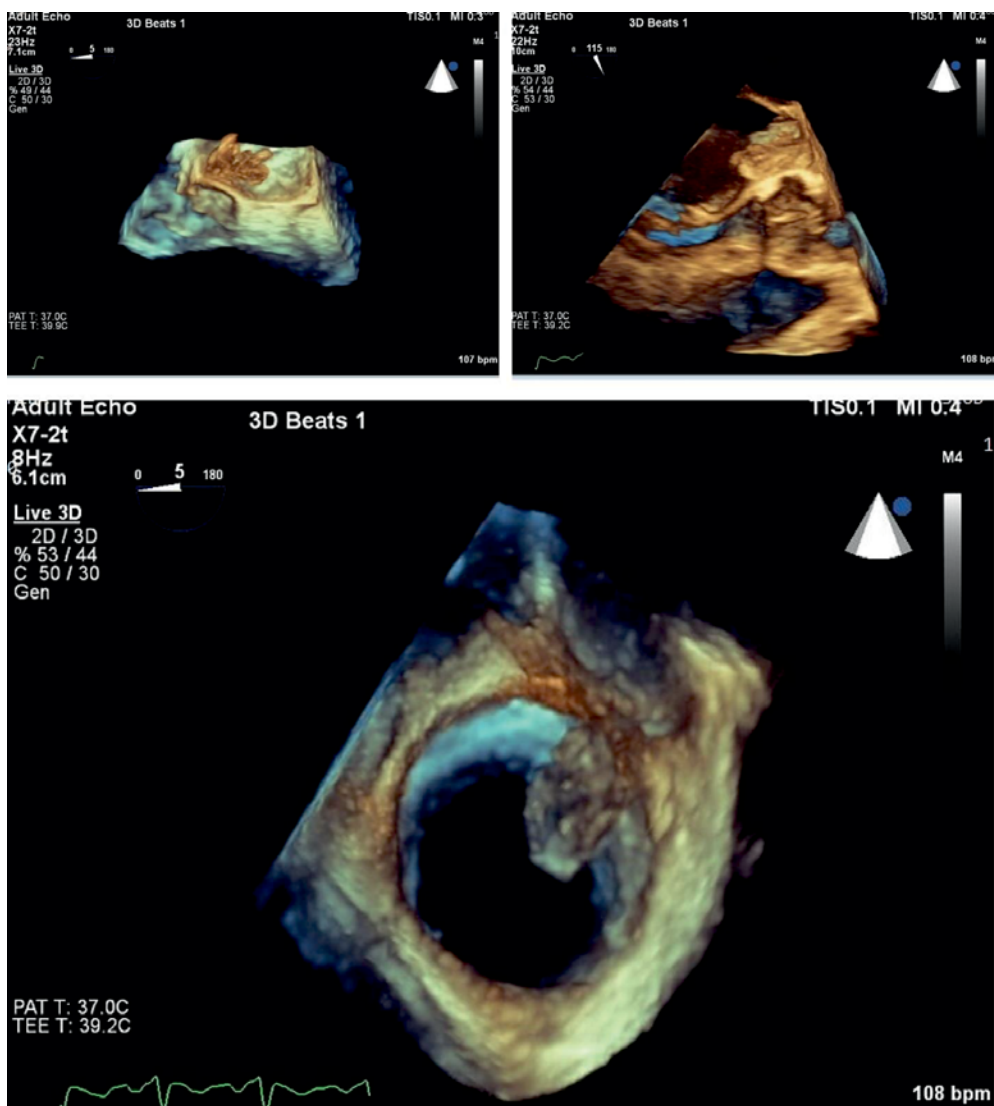 Adult Echo
X7-2t
23Hz
7.1cm
3D Beats 1
TIS0.1 MI 0.3
M4
0 5 180
Live 3D
2D / 3D
% 49 / 44
C 50 / 30
Gen
PAT T: 37.0C
TEE T: 39.9C
107 bpm
Adult Echo
X7-2t
22Hz
10cm
3D Beats 1
TIS0.1 MI 0.4
M4
0 115 180
Live 3D
2D / 3D
% 54 / 44
C 53 / 30
Gen
PAT T: 37.0C
TEE T: 39.2C
108 bpm
Adult Echo
X7-2t
8Hz
6.1cm
3D Beats 1
TIS0.1 MI 0.4
M4
1
0 5 180
Live 3D
2D / 3D
% 53 / 44
C 50 / 30
Gen
PAT T: 37.0C
TEE T: 39.2C
108 bpm